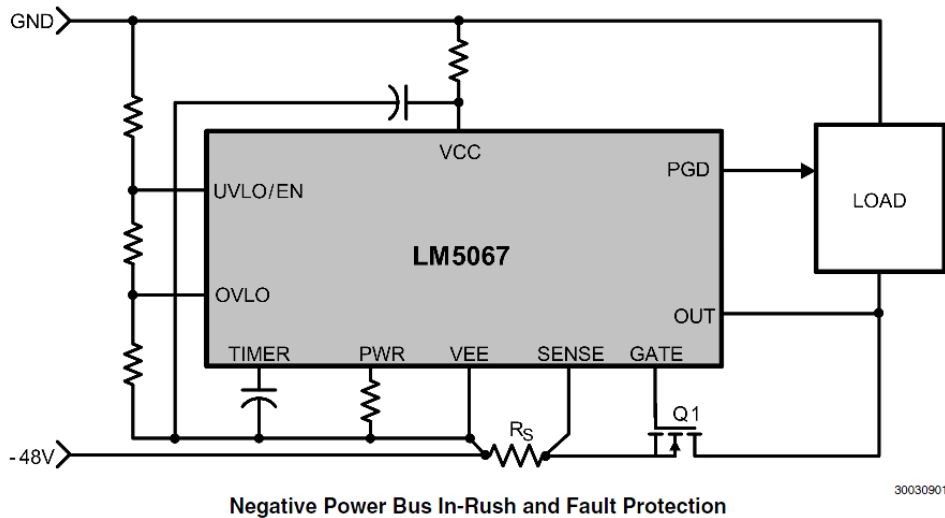 GND
VCC
PGD
UVLO/EN
LOAD
LM5067
OVLO
OUT
TIMER PWR VEE SENSE GATE
RS
Q1
-48V
30030901
Negative Power Bus In-Rush and Fault Protection